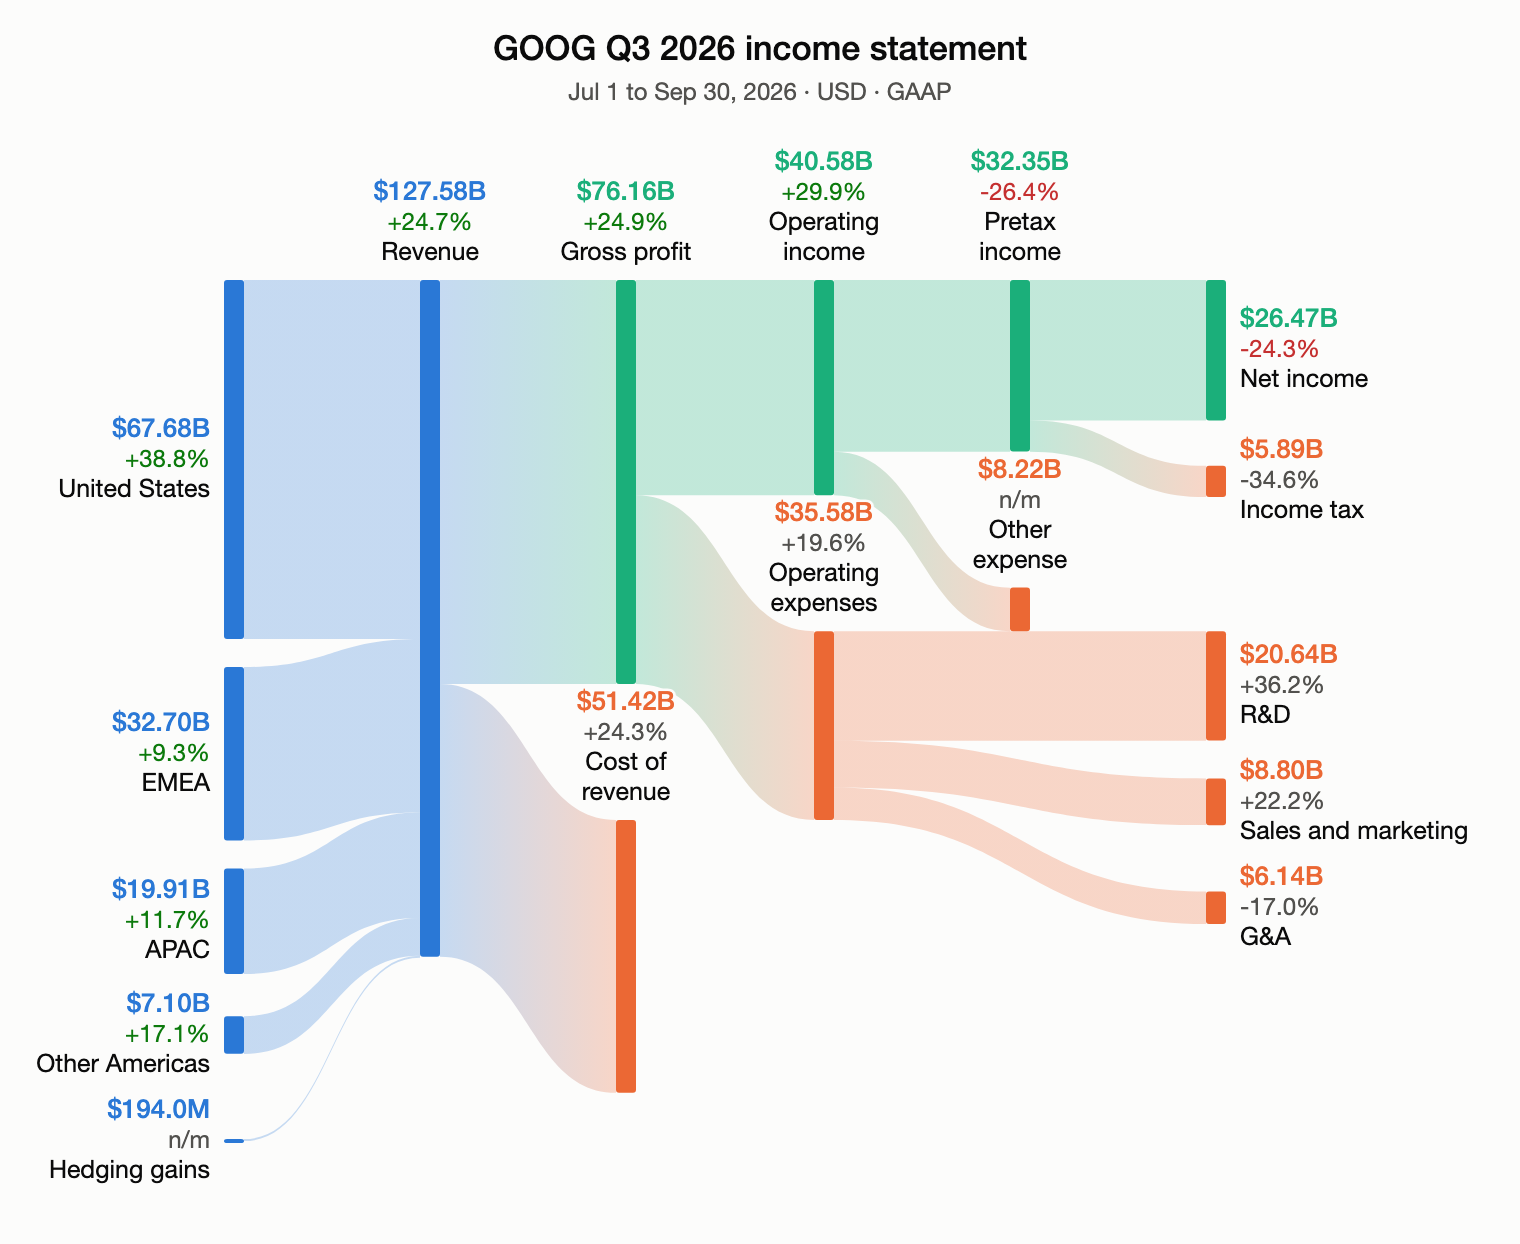 GOOG Q3 2026 income statement
Jul 1 to Sep 30, 2026 · USD · GAAP
$127.58B
+24.7%
Revenue
$76.16B
+24.9%
Gross profit
$40.58B
+29.9%
Operating
income
$32.35B
-26.4%
Pretax
income
$67.68B
+38.8%
United States
$32.70B
+9.3%
EMEA
$19.91B
+11.7%
APAC
$7.10B
+17.1%
Other Americas
$194.0M
n/m
Hedging gains
$51.42B
+24.3%
Cost of
revenue
$35.58B
+19.6%
Operating
expenses
$8.22B
n/m
Other
expense
$26.47B
-24.3%
Net income
$5.89B
-34.6%
Income tax
$20.64B
+36.2%
R&D
$8.80B
+22.2%
Sales and marketing
$6.14B
-17.0%
G&A